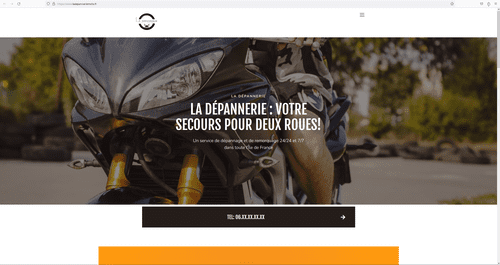 LA DÉPANNERIE
LA DÉPANNERIE : VOTRE
SECOURS POUR DEUX ROUES!
Un service de dépannage et de remorquage 24/24 et 7/7
dans toute l'Île de France
TEL: 06.XX.XX.XX.XX